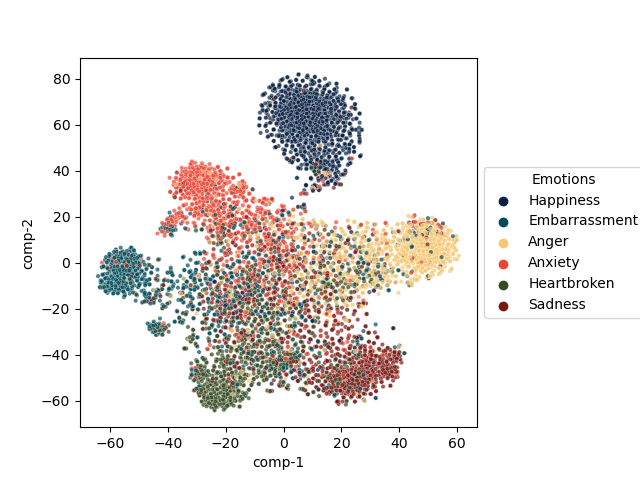 80
60
40
20
0
−20
−40
−60
comp-2
−60 −40 −20 0 20 40 60
comp-1
Emotions
Happiness
Embarrassment
Anger
Anxiety
Heartbroken
Sadness